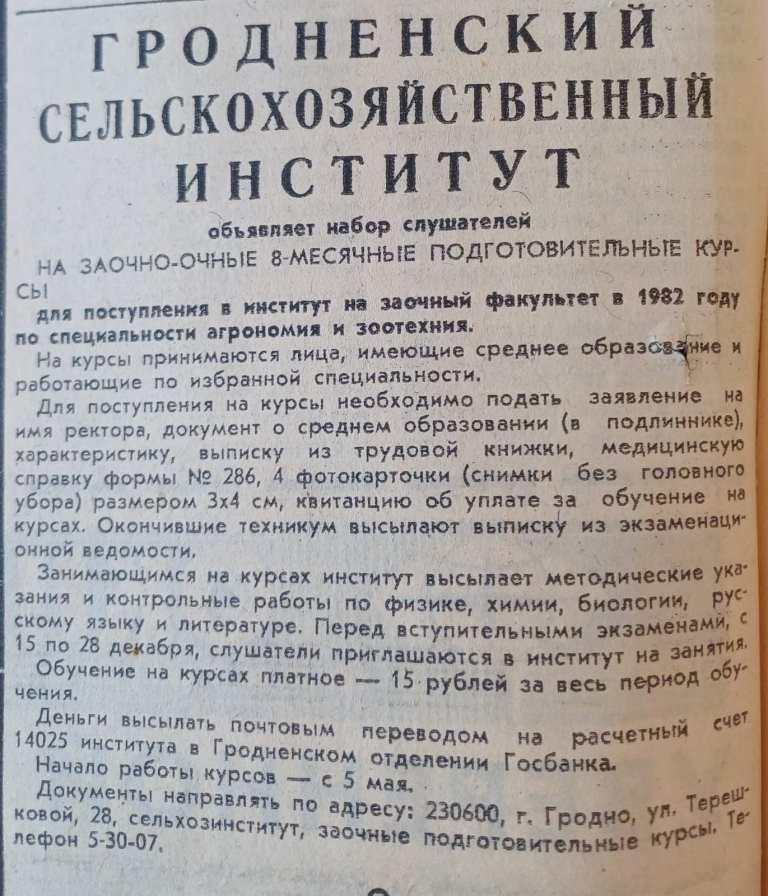 ГРОДНЕНСКИЙ
СЕЛЬСКОХОЗЯЙСТВЕННЫЙ
ИНСТИТУТ
объявляет набор слушателей
НА ЗАОЧНО-ОЧНЫЕ 8-МЕСЯЧНЫЕ ПОДГОТОВИТЕЛЬНЫЕ КУР-
СЫ
для поступления в институт на заочный факультет в 1982 году
по специальности агрономия и зоотехния.
На курсы принимаются лица, имеющие среднее образование и
работающие по избранной специальности.
Для поступления на курсы необходимо подать заявление на
имя ректора, документ о среднем образовании (в подлиннике),
характеристику, выписку из трудовой книжки, медицинскую
справку формы № 286, 4 фотокарточки (снимки без головного
убора) размером 3х4 см, квитанцию об уплате за обучение на
курсах. Окончившие техникум высылают выписку из экзаменаци-
онной ведомости.
Занимающимся на курсах институт высылает методические ука-
зания и контрольные работы по физике, химии, биологии, рус-
скому языку и литературе. Перед вступительными экзаменами, с
15 по 28 декабря, слушатели приглашаются в институт на занятия.
Обучение на курсах платное — 15 рублей за весь период обу-
чения.
Деньги высылать почтовым переводом на расчетный счет
14025 института в Гродненском отделении Госбанка.
Начало работы курсов — с 5 мая.
Документы направлять по адресу: 230600, г. Гродно, ул. Тереш-
ковой, 28, сельхозинститут, заочные подготовительные курсы. Те-
лефон 5-30-07.